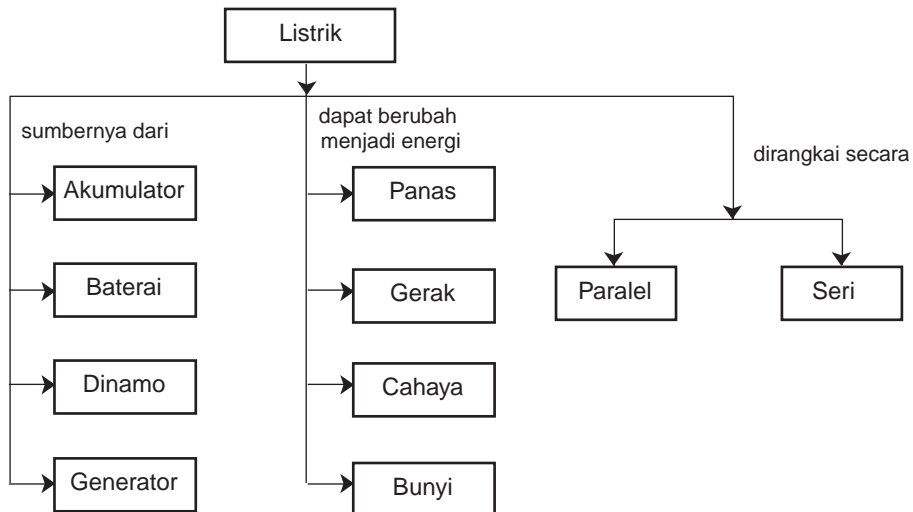 Listrik
sumbernya dari
Akumulator
Baterai
Dinamo
Generator
dapat berubah
menjadi energi
Panas
Gerak
Cahaya
Bunyi
dirangkai secara
Paralel
Seri